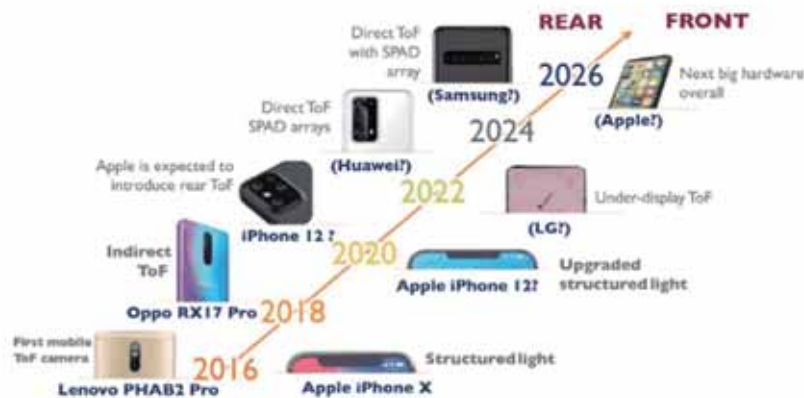 REAR
FRONT
Direct ToF
with SPAD
array
(Samsung?)
2026
Next big hardware
overall
(Apple?)
Direct ToF
SPAD arrays
(Huawei?)
2024
Apple is expected to
introduce rear ToF
iPhone 12 ?
2022
Under-display ToF
(LG?)
Indirect
ToF
Oppo RX17 Pro
2020
Apple iPhone 12?
Upgraded
structured light
2018
First mobile
ToF camera
Lenovo PHAB2 Pro
2016
Structured light
Apple iPhone X